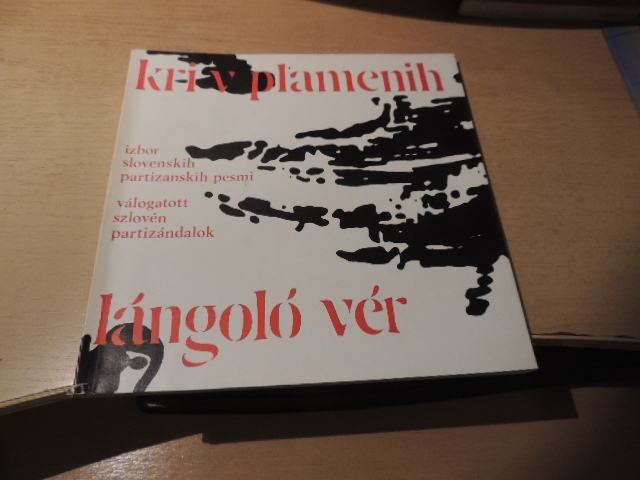 kri v plamenih
izbor
slovenskih
partizanskih pesmi
válogatott
szlovén
partizándalok
lángoló vér